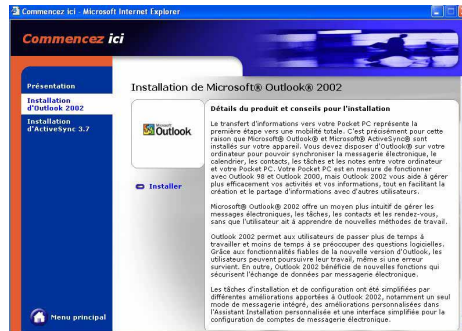 Commencez ici - Microsoft Internet Explorer
Commencez ici
Présentation
Installation
d'Outlook 2002
Installation
d'ActiveSync 3.7
Menu principal
Installation de Microsoft® Outlook® 2002
Microsoft
Outlook
Installer
Détails du produit et conseils pour l'installation
Le transfert d'informations vers votre Pocket PC représente la
première étape vers une mobilité totale. C'est précisément pour cette
raison que Microsoft® Outlook® et Microsoft® ActiveSync® sont
installés sur votre appareil. Vous devez disposer d'Outlook® sur votre
ordinateur pour pouvoir synchroniser la messagerie électronique, le
calendrier, les contacts, les tâches et les notes entre votre ordinateur
et votre Pocket PC. Votre Pocket PC est en mesure de fonctionner
avec Outlook 98 et Outlook 2000, mais Outlook 2002 vous aide à gérer
plus efficacement vos activités et vos informations, tout en facilitant la
création et le partage d'informations avec d'autres utilisateurs.
Microsoft® Outlook® 2002 offre un moyen plus intuitif de gérer les
messages électroniques, les tâches, les contacts et les rendez-vous,
sans que l'utilisateur ait à apprendre de nouvelles méthodes de travail.
Outlook 2002 permet aux utilisateurs de passer plus de temps à
travailler et moins de temps à se préoccuper des questions logicielles.
Grâce aux fonctionnalités fiables de la nouvelle version d'Outlook, les
utilisateurs peuvent poursuivre leur travail, même si une erreur
survient. En outre, Outlook 2002 bénéficie de nouvelles fonctions qui
sécurisent l'échange de données par messagerie électronique.
Les tâches d'installation et de configuration ont été simplifiées par
différentes améliorations apportées à Outlook 2002, notamment un seul
mode de messagerie intégré, des améliorations personnalisées dans
l'Assistant Installation personnalisée et une interface simplifiée pour la
configuration de comptes de messagerie électronique.